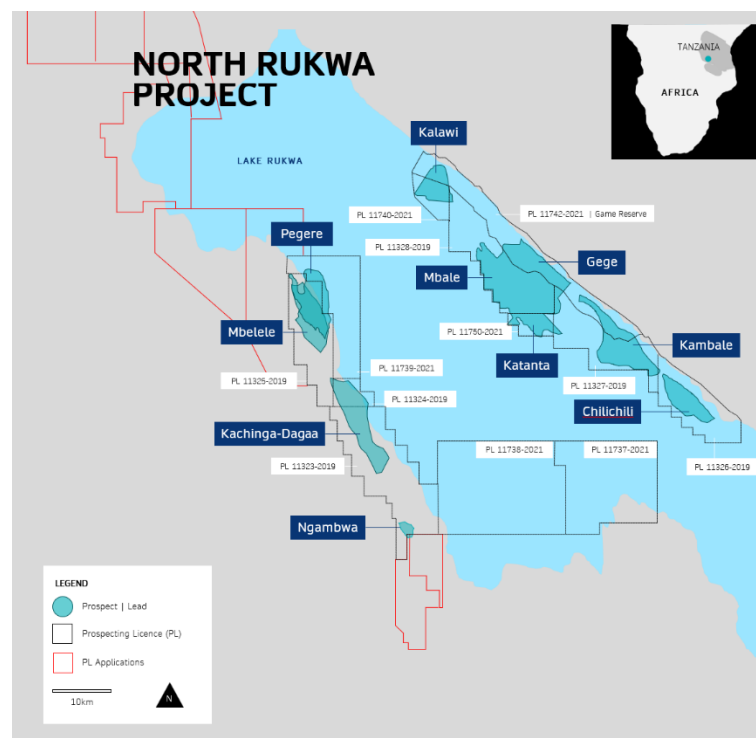 NORTH RUKWA
PROJECT
TANZANIA
AFRICA
LAKE RUKWA
Kalawi
PL 11740-2021
PL 11742-2021 | Game Reserve
Pegere
PL 11328-2019
Gege
Mbale
Mbelele
PL 11750-2021
Kambale
Katanta
PL 11739-2021
PL 11325-2019
PL 11327-2019
PL 11324-2019
Chilichili
Kachinga-Dagaa
PL 11738-2021
PL 11737-2021
PL 11323-2019
PL 11326-2019
Ngambwa
LEGEND
Prospect | Lead
Prospecting Licence (PL)
PL Applications
10km
N